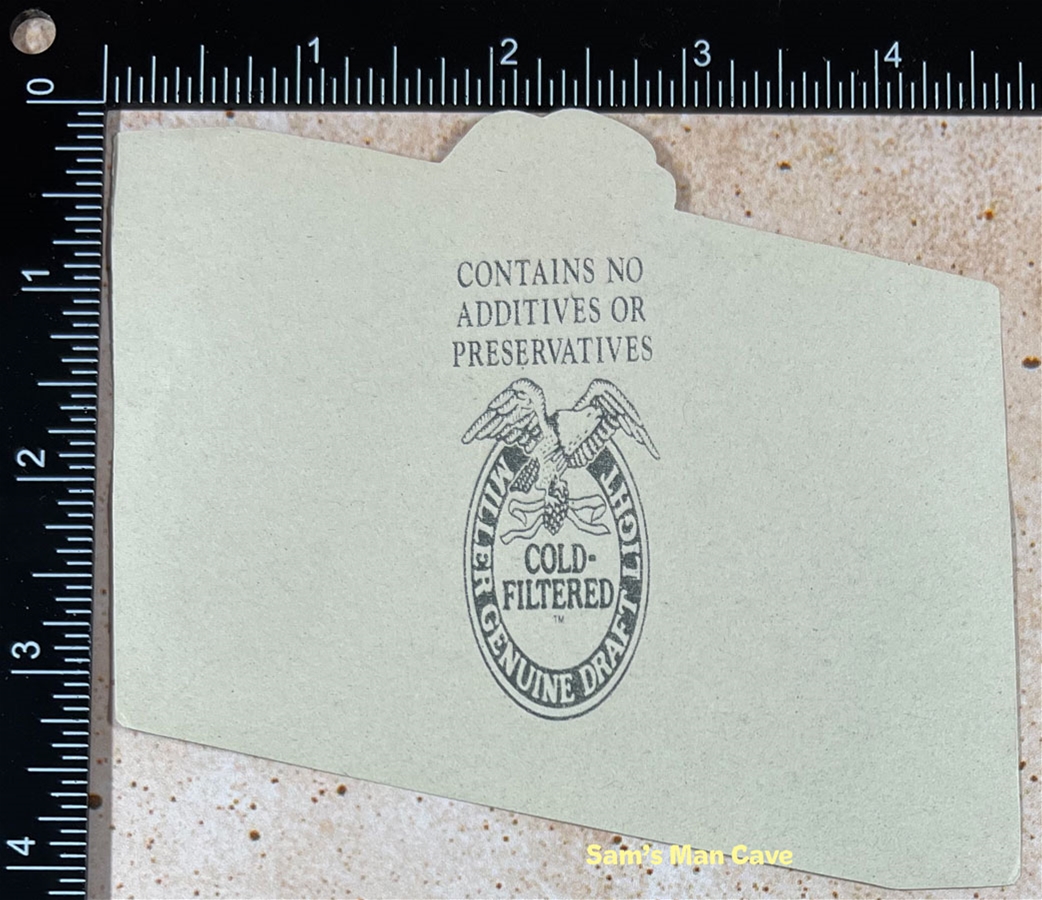 1 2 3 4
0
1
2
3
4
CONTAINS NO
ADDITIVES OR
PRESERVATIVES
MILLER GENUINE DRAFT LIGHT
COLD-
FILTERED
™
Sam's Man Cave